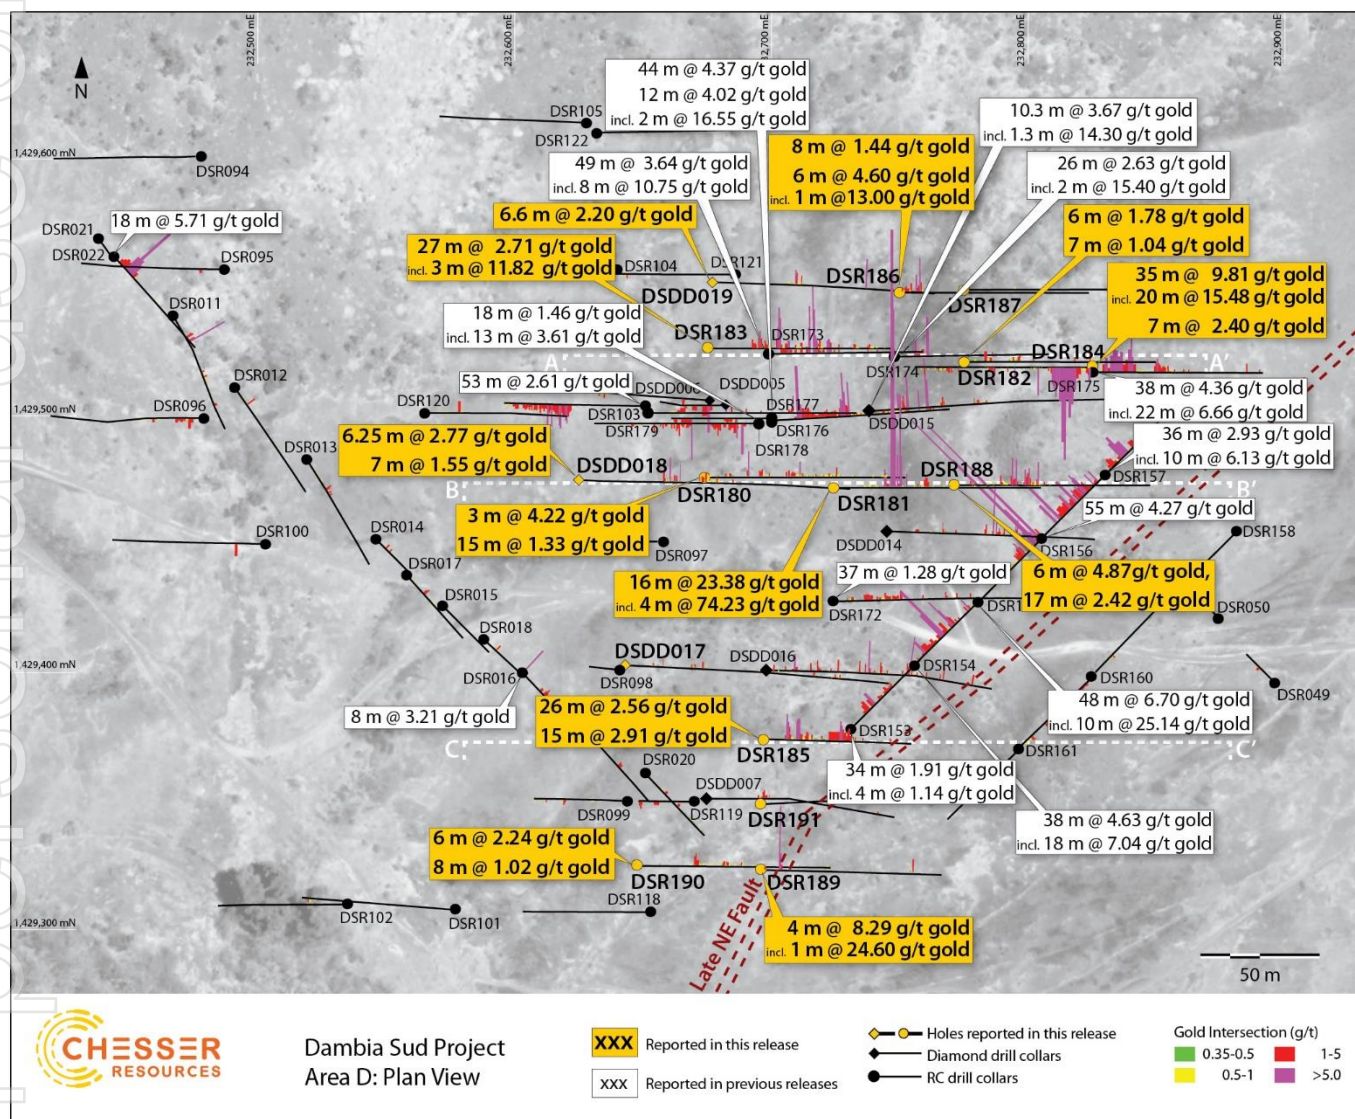 232,500 mE
232,600 mE
232,700 mE
232,800 mE
232,900 mE
N
1,429,600 mN
1,429,500 mN
1,429,400 mN
1,429,300 mN
44 m @ 4.37 g/t gold
12 m @ 4.02 g/t gold
incl. 2 m @ 16.55 g/t gold
10.3 m @ 3.67 g/t gold
incl. 1.3 m @ 14.30 g/t gold
49 m @ 3.64 g/t gold
incl. 8 m @ 10.75 g/t gold
8 m @ 1.44 g/t gold
6 m @ 4.60 g/t gold
incl. 1 m @13.00 g/t gold
26 m @ 2.63 g/t gold
incl. 2 m @ 15.40 g/t gold
6.6 m @ 2.20 g/t gold
6 m @ 1.78 g/t gold
7 m @ 1.04 g/t gold
18 m @ 5.71 g/t gold
27 m @ 2.71 g/t gold
incl. 3 m @ 11.82 g/t gold
35 m @ 9.81 g/t gold
incl. 20 m @ 15.48 g/t gold
7 m @ 2.40 g/t gold
18 m @ 1.46 g/t gold
incl. 13 m @ 3.61 g/t gold
53 m @ 2.61 g/t gold
38 m @ 4.36 g/t gold
incl. 22 m @ 6.66 g/t gold
36 m @ 2.93 g/t gold
incl. 10 m @ 6.13 g/t gold
6.25 m @ 2.77 g/t gold
7 m @ 1.55 g/t gold
3 m @ 4.22 g/t gold
15 m @ 1.33 g/t gold
55 m @ 4.27 g/t gold
16 m @ 23.38 g/t gold
incl. 4 m @ 74.23 g/t gold
37 m @ 1.28 g/t gold
6 m @ 4.87g/t gold,
17 m @ 2.42 g/t gold
8 m @ 3.21 g/t gold
26 m @ 2.56 g/t gold
15 m @ 2.91 g/t gold
48 m @ 6.70 g/t gold
incl. 10 m @ 25.14 g/t gold
34 m @ 1.91 g/t gold
incl. 4 m @ 1.14 g/t gold
38 m @ 4.63 g/t gold
incl. 18 m @ 7.04 g/t gold
6 m @ 2.24 g/t gold
8 m @ 1.02 g/t gold
4 m @ 8.29 g/t gold
incl. 1 m @ 24.60 g/t gold
DSR105
DSR122
DSR094
DSR021
DSR022
DSR095
DSR104
DSR121
DSR186
DSDD019
DSR187
DSR011
DSR183
DSR173
DSR184
A
A'
DSR174
DSR182
DSR175
DSR012
DSDD006
DSDD005
DSR096
DSR120
DSR103
DSR177
DSR179
DSR176
DSDD015
DSR178
DSR013
DSDD018
DSR188
DSR157
B
DSR180
DSR181
B'
DSR100
DSR014
DSR097
DSDD014
DSR156
DSR158
DSR017
DSR015
DSR172
DSR1
DSR050
DSR018
DSDD017
DSDD016
DSR154
DSR016
DSR098
DSR160
DSR049
DSR153
C
DSR185
DSR161
C'
DSR020
DSDD007
DSR099
DSR119
DSR191
DSR190
DSR189
DSR118
DSR102
DSR101
Late NE Fault
50 m
CHESSER
RESOURCES
Dambia Sud Project
Area D: Plan View
XXX Reported in this release
XXX Reported in previous releases
Holes reported in this release
Diamond drill collars
RC drill collars
Gold Intersection (g/t)
0.35-0.5
1-5
0.5-1
>5.0